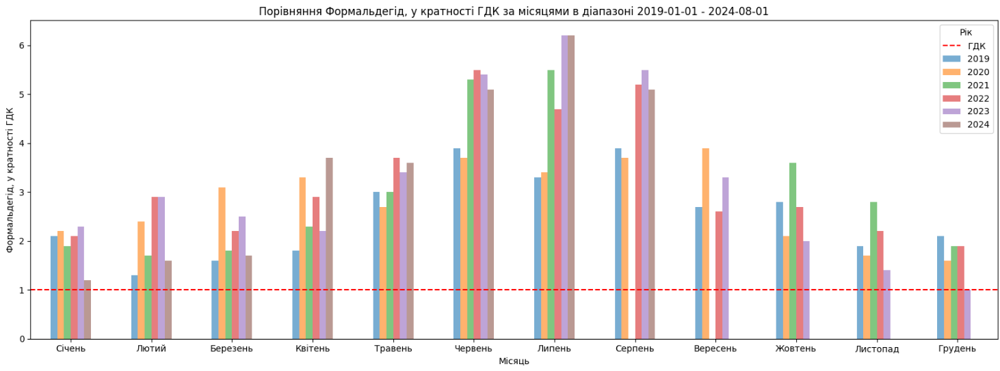 Порівняння Формальдегід, у кратності ГДК за місяцями в діапазоні 2019-01-01 - 2024-08-01
Формальдегід, у кратності ГДК
6
5
4
3
2
1
0
Рік
ГДК
2019
2020
2021
2022
2023
2024
Січень Лютий Березень Квітень Травень Червень Липень Серпень Вересень Жовтень Листопад Грудень
Місяць